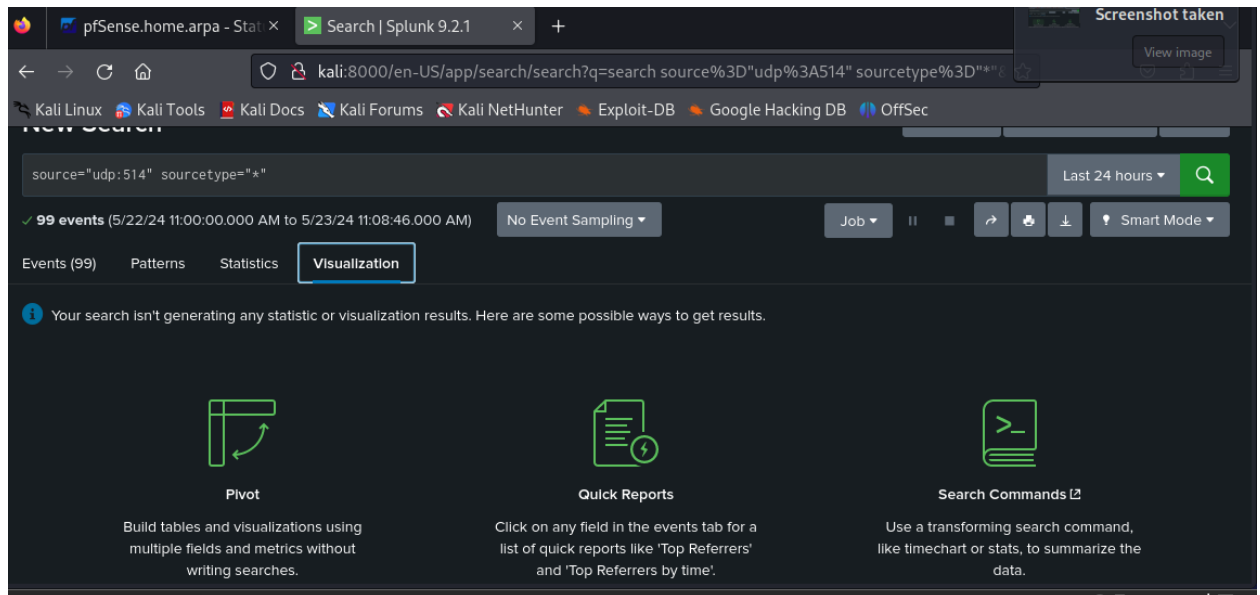 pfSense.home.arpa - Stat
Search | Splunk 9.2.1
Screenshot taken
View image
kali:8000/en-US/app/search/search?q=search source%3D"udp%3A514" sourcetype%3D"*"&
Kali Linux Kali Tools Kali Docs Kali Forums Kali NetHunter Exploit-DB Google Hacking DB OffSec
New Search
source="udp:514" sourcetype="*"
Last 24 hours
99 events (5/22/24 11:00:00.000 AM to 5/23/24 11:08:46.000 AM)
No Event Sampling
Job
Smart Mode
Events (99) Patterns Statistics Visualization
Your search isn't generating any statistic or visualization results. Here are some possible ways to get results.
Pivot
Build tables and visualizations using
multiple fields and metrics without
writing searches.
Quick Reports
Click on any field in the events tab for a
list of quick reports like 'Top Referrers'
and 'Top Referrers by time'.
Search Commands
Use a transforming search command,
like timechart or stats, to summarize the
data.